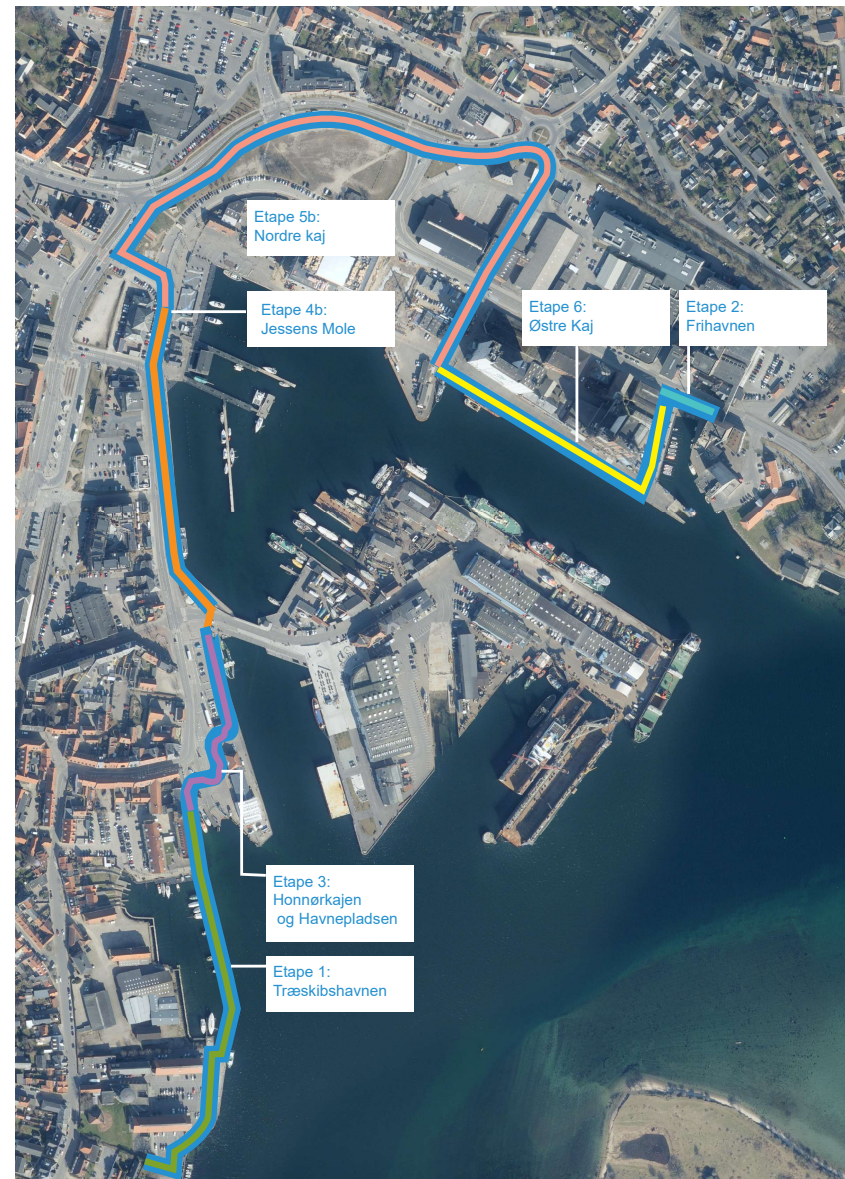 Etape 5b:
Nordre kaj
Etape 4b:
Jessens Mole
Etape 6:
Østre Kaj
Etape 2:
Frihavnen
Etape 3:
Honnørkajen
og Havnepladsen
Etape 1:
Træskibshavnen